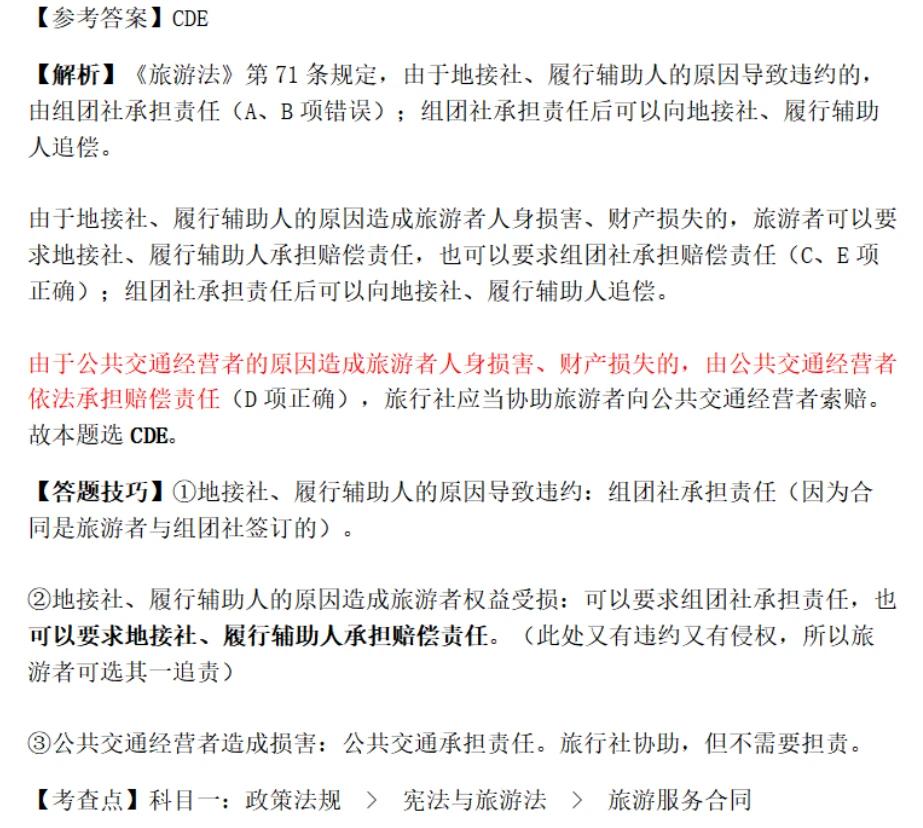 【参考答案】CDE
【解析】《旅游法》第 71 条规定，由于地接社、履行辅助人的原因导致违约的，
由组团社承担责任（A、B 项错误）；组团社承担责任后可以向地接社、履行辅助
人追偿。
由于地接社、履行辅助人的原因造成旅游者人身损害、财产损失的，旅游者可以要
求地接社、履行辅助人承担赔偿责任，也可以要求组团社承担赔偿责任（C、E 项
正确）；组团社承担责任后可以向地接社、履行辅助人追偿。
由于公共交通经营者的原因造成旅游者人身损害、财产损失的，由公共交通经营者
依法承担赔偿责任（D 项正确），旅行社应当协助旅游者向公共交通经营者索赔。
故本题选 CDE。
【答题技巧】①地接社、履行辅助人的原因导致违约：组团社承担责任（因为合
同是旅游者与组团社签订的）。
②地接社、履行辅助人的原因造成旅游者权益受损：可以要求组团社承担责任，也
可以要求地接社、履行辅助人承担赔偿责任。（此处又有违约又有侵权，所以旅
游者可选其一追责）
③公共交通经营者造成损害：公共交通承担责任。旅行社协助，但不需要担责。
【考查点】科目一：政策法规 > 宪法与旅游法 > 旅游服务合同